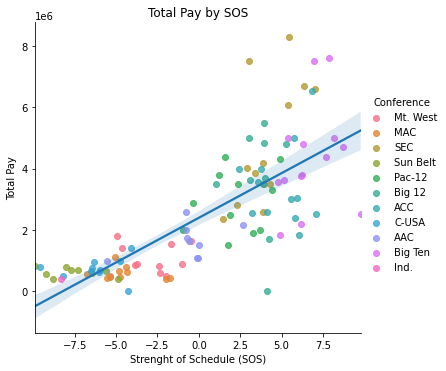 Total Pay by SOS
1e6
8
6
4
2
0
Total Pay
−7.5 −5.0 −2.5 0.0 2.5 5.0 7.5
Strenght of Schedule (SOS)
Conference
Mt. West
MAC
SEC
Sun Belt
Pac-12
Big 12
ACC
C-USA
AAC
Big Ten
Ind.